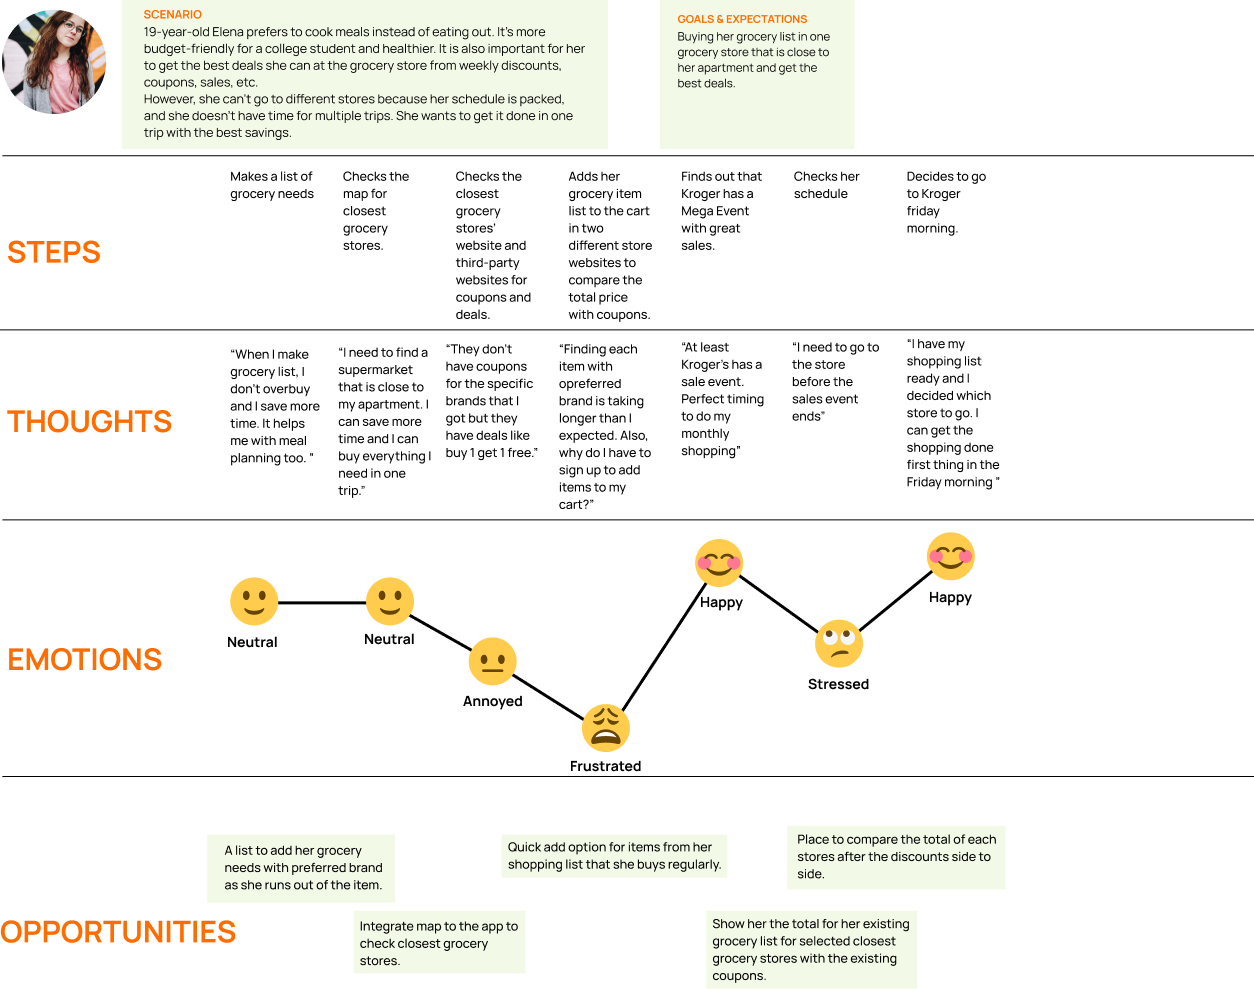 SCENARIO
19-year-old Elena prefers to cook meals instead of eating out. It's more
budget-friendly for a college student and healthier. It is also important for her
to get the best deals she can at the grocery store from weekly discounts,
coupons, sales, etc.
However, she can't go to different stores because her schedule is packed,
and she doesn't have time for multiple trips. She wants to get it done in one
trip with the best savings.
GOALS & EXPECTATIONS
Buying her grocery list in one
grocery store that is close to
her apartment and get the
best deals.
STEPS
Makes a list of
grocery needs
Checks the
map for
closest
grocery
stores.
Checks the
closest
grocery
stores'
website and
third-party
websites for
coupons and
deals.
Adds her
grocery item
list to the cart
in two
different store
websites to
compare the
total price
with coupons.
Finds out that
Kroger has a
Mega Event
with great
sales.
Checks her
schedule
Decides to go
to Kroger
friday
morning.
THOUGHTS
“When I make
grocery list, I
don't overbuy
and I save more
time. It helps
me with meal
planning too. ”
“I need to find a
supermarket
that is close to
my apartment. I
can save more
time and I can
buy everything I
need in one
trip.”
“They don't
have coupons
for the specific
brands that I
got but they
have deals like
buy 1 get 1 free.”
“Finding each
item with
opreferred
brand is taking
longer than I
expected. Also,
why do I have to
sign up to add
items to my
cart?”
“At least
Kroger's has a
sale event.
Perfect timing
to do my
monthly
shopping”
“I need to go to
the store
before the
sales event
ends”
“I have my
shopping list
ready and I
decided which
store to go. I
can get the
shopping done
first thing in the
Friday morning ”
EMOTIONS
Neutral
Neutral
Annoyed
Frustrated
Happy
Stressed
Happy
OPPORTUNITIES
A list to add her grocery
needs with preferred brand
as she runs out of the item.
Integrate map to the app to
check closest grocery
stores.
Quick add option for items from her
shopping list that she buys regularly.
Show her the total for her existing
grocery list for selected closest
grocery stores with the existing
coupons.
Place to compare the total of each
stores after the discounts side to
side.